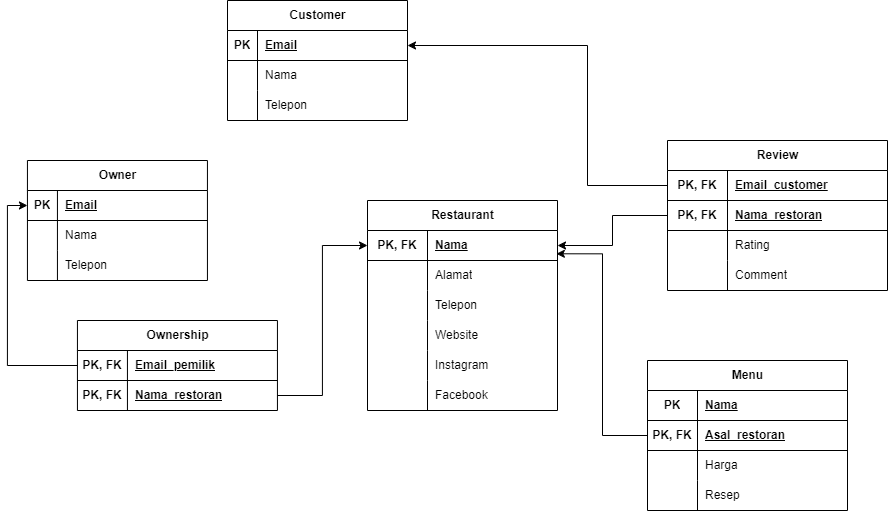 Customer
PK Email
Nama
Telepon
Owner
PK Email
Nama
Telepon
Ownership
PK, FK Email_pemilik
PK, FK Nama_restoran
Restaurant
PK, FK Nama
Alamat
Telepon
Website
Instagram
Facebook
Review
PK, FK Email_customer
PK, FK Nama_restoran
Rating
Comment
Menu
PK Nama
PK, FK Asal_restoran
Harga
Resep